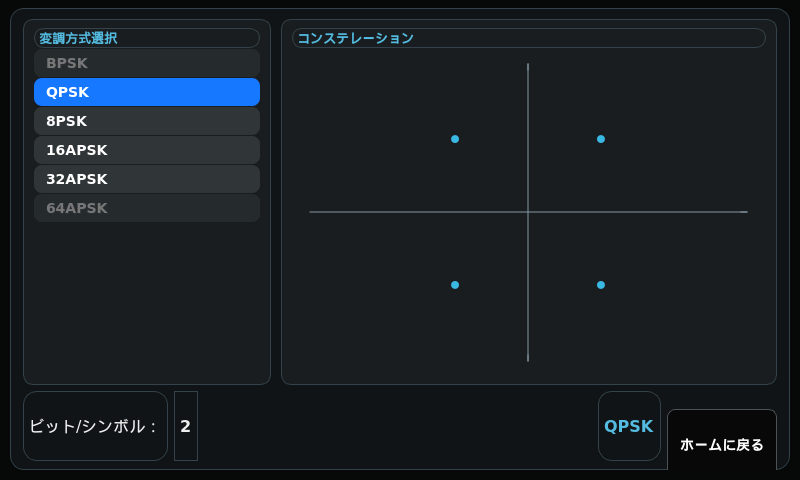 変調方式選択
BPSK
QPSK
8PSK
16APSK
32APSK
64APSK
コンステレーション
ビット/シンボル：
2
QPSK
ホームに戻る